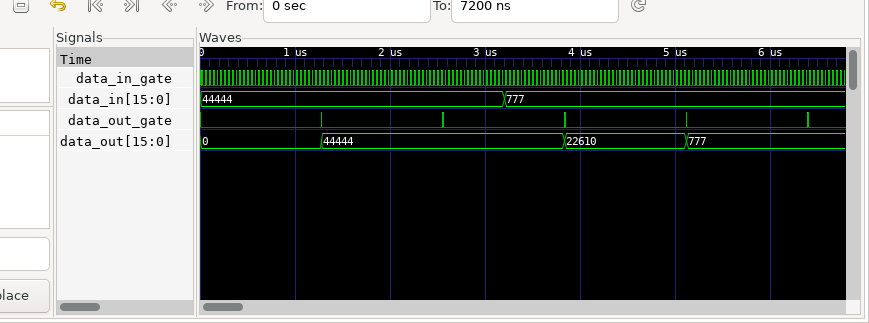 From: 0 sec To: 7200 ns
Signals Waves
Time 0 1 us 2 us 3 us 4 us 5 us 6 us
data_in_gate
data_in[15:0] 44444 777
data_out_gate
data_out[15:0] 0 44444 22610 777
place